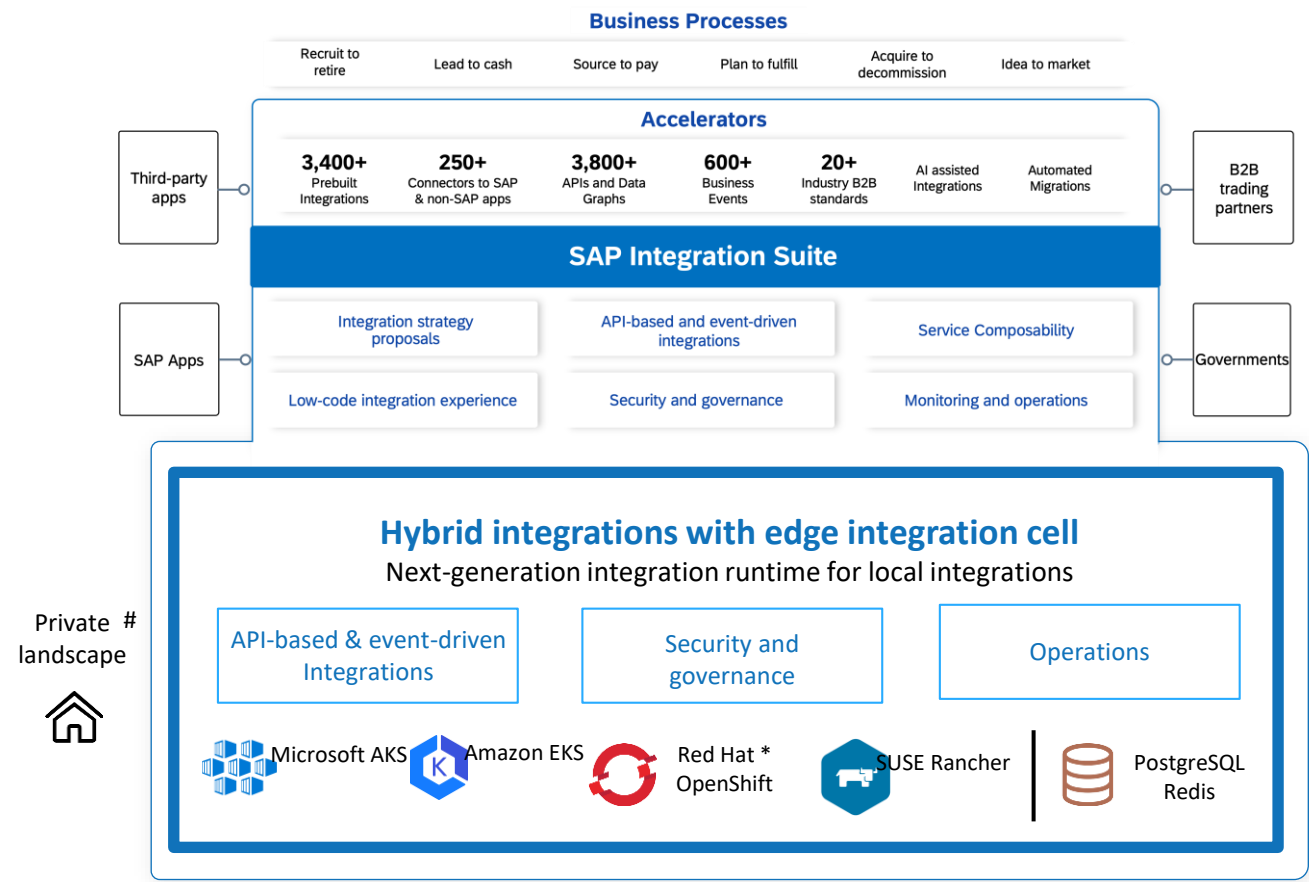 Business Processes
Recruit to
retire
Lead to cash
Source to pay
Plan to fulfill
Acquire to
decommission
Idea to market
Accelerators
3,400+
Prebuilt
Integrations
250+
Connectors to SAP
& non-SAP apps
3,800+
APIs and Data
Graphs
600+
Business
Events
20+
Industry B2B
standards
AI assisted
Integrations
Automated
Migrations
Third-party
apps
B2B
trading
partners
SAP Integration Suite
Integration strategy
proposals
API-based and event-driven
integrations
Service Composability
SAP Apps
Governments
Low-code integration experience
Security and governance
Monitoring and operations
Hybrid integrations with edge integration cell
Next-generation integration runtime for local integrations
Private #
landscape
API-based & event-driven
Integrations
Security and
governance
Operations
Microsoft AKS
K
Amazon EKS
Red Hat *
OpenShift
SUSE Rancher
PostgreSQL
Redis